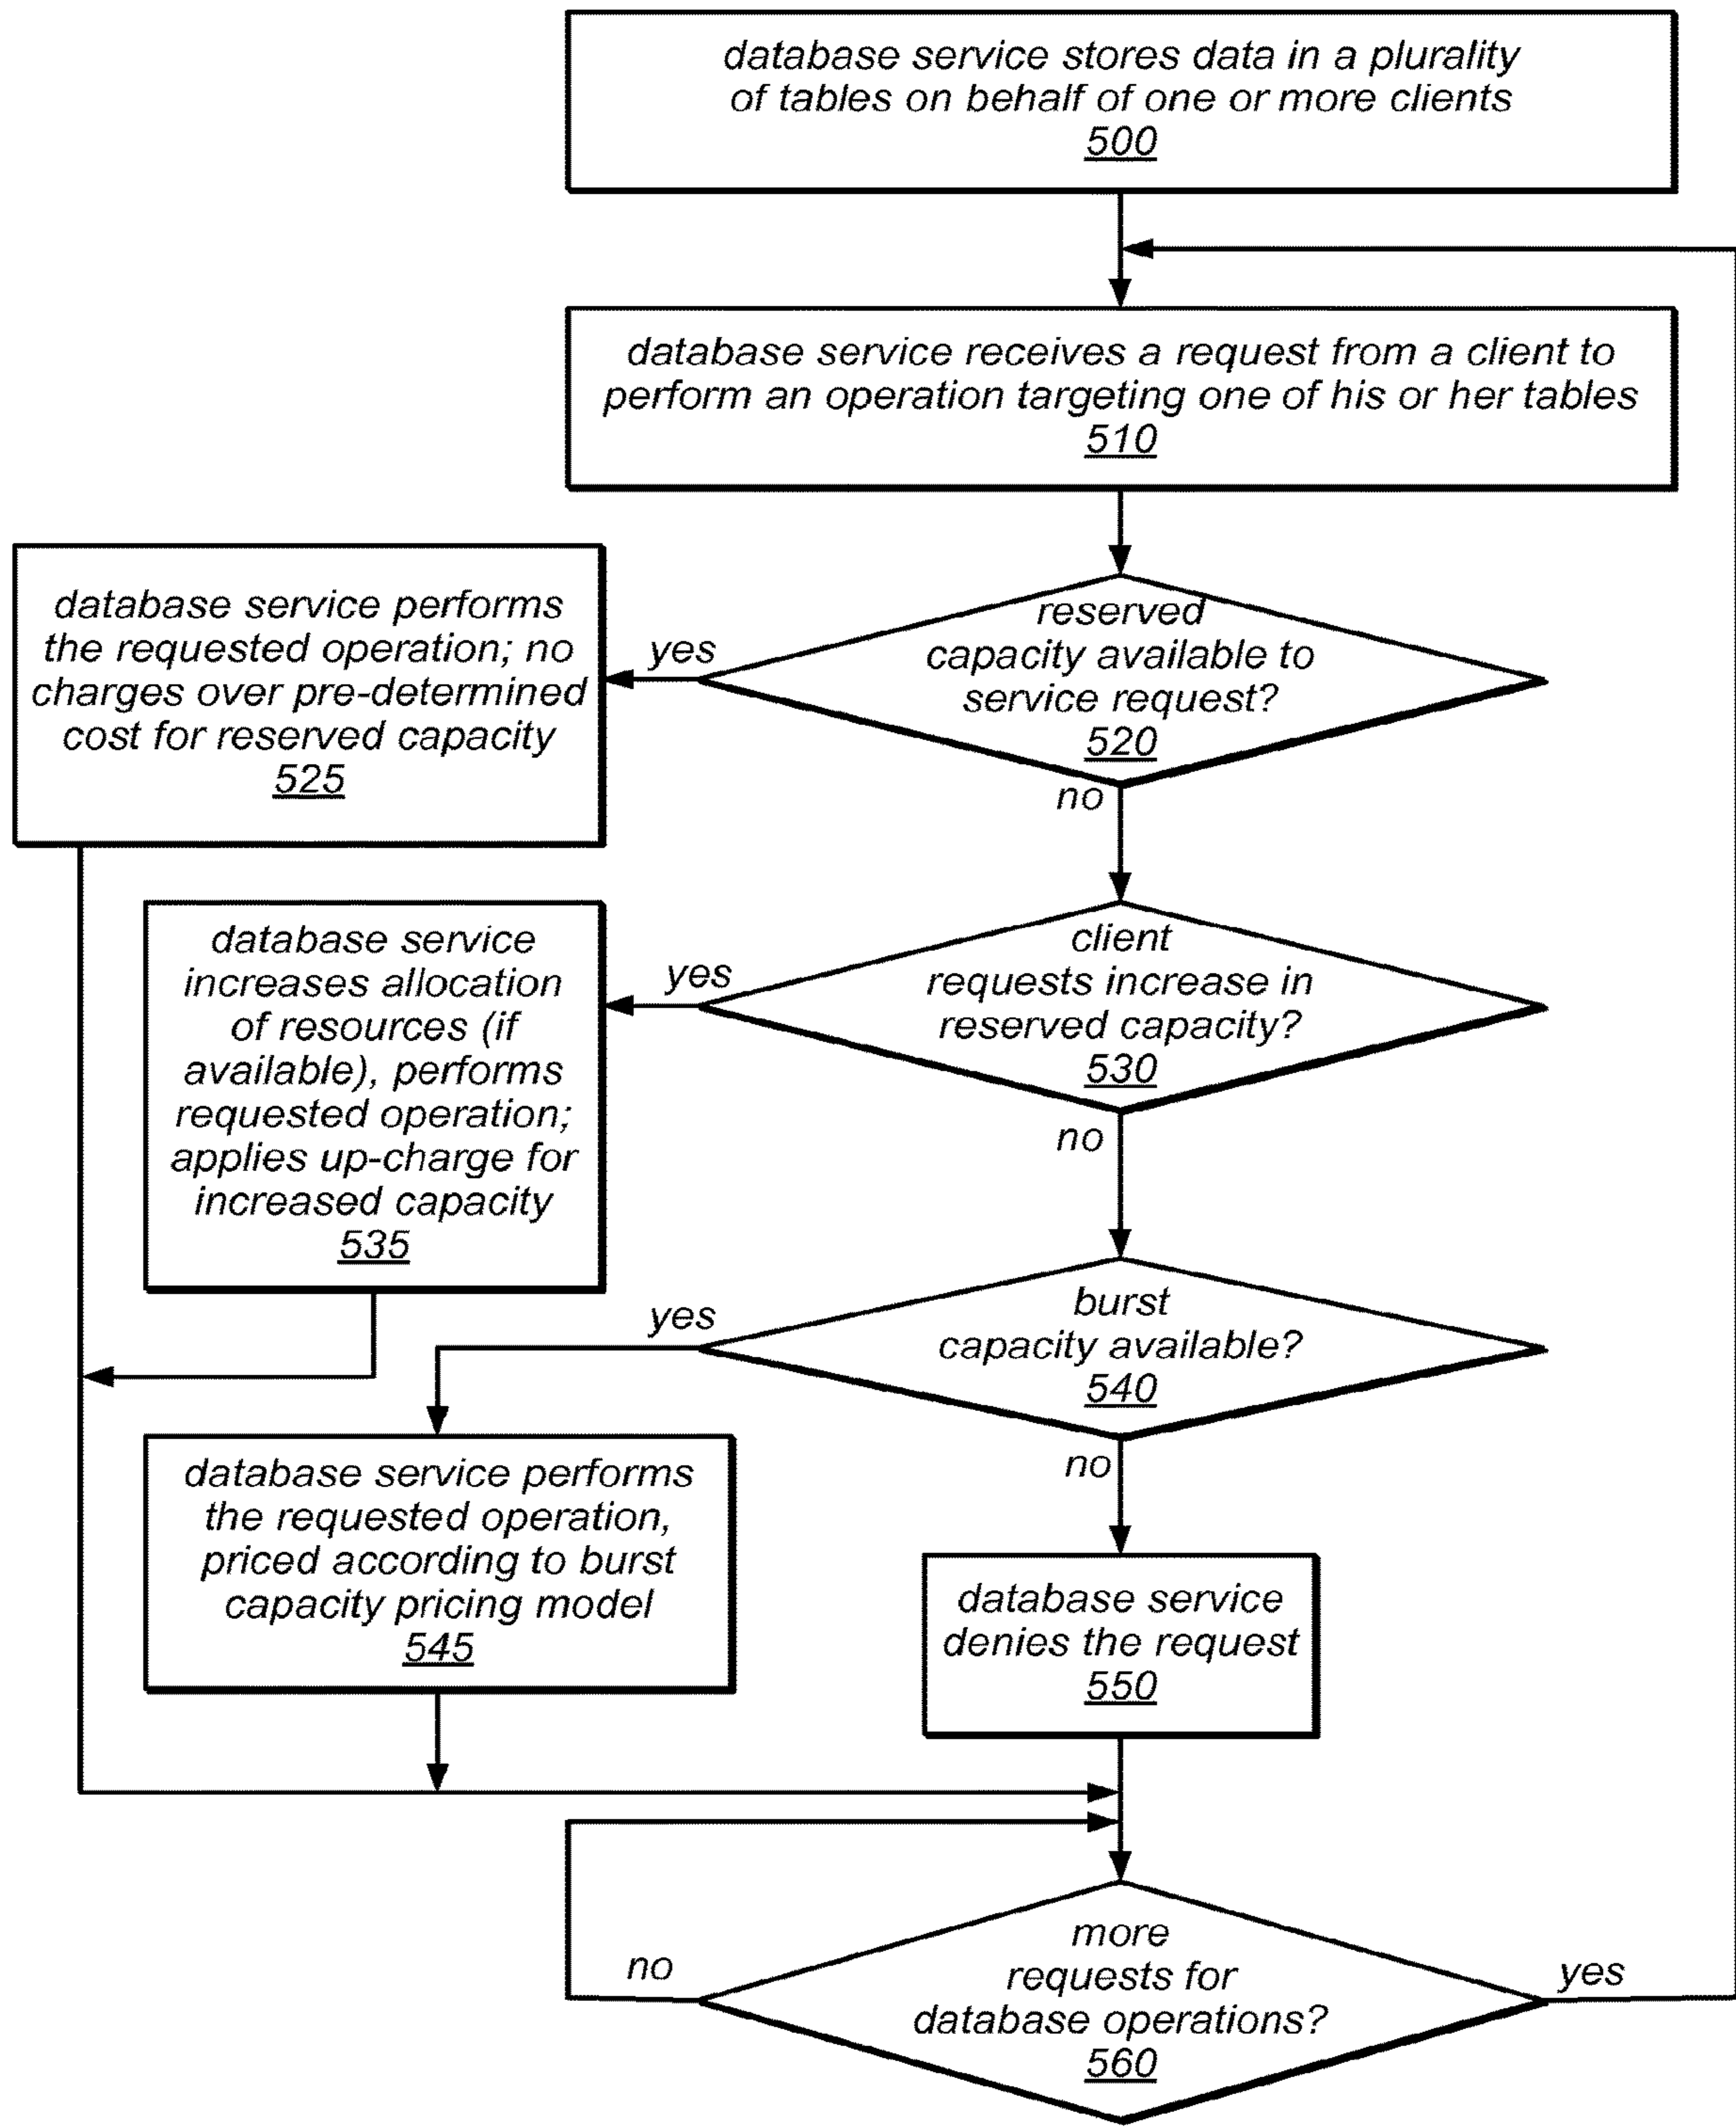 database service stores data in a plurality
of tables on behalf of one or more clients
500
database service receives a request from a client to
perform an operation targeting one of his or her tables
510
reserved
capacity available to
service request?
520
yes
no
database service performs
the requested operation; no
charges over pre-determined
cost for reserved capacity
525
client
requests increase in
reserved capacity?
530
yes
no
database service
increases allocation
of resources (if
available), performs
requested operation;
applies up-charge for
increased capacity
535
burst
capacity available?
540
yes
no
database service performs
the requested operation,
priced according to burst
capacity pricing model
545
database service
denies the request
550
more
requests for
database operations?
560
no
yes